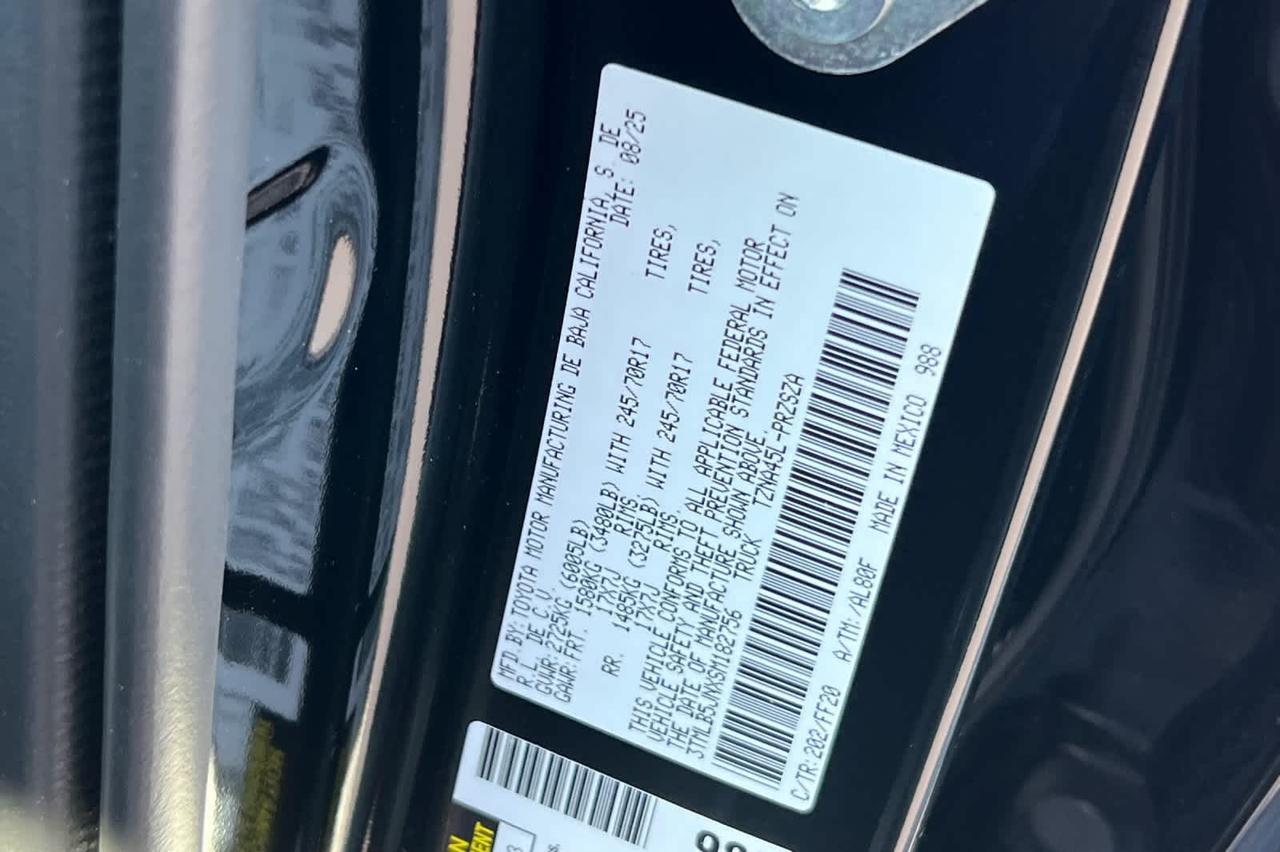 MFD BY: TOYOTA MOTOR MANUFACTURING DE BAJA CALIFORNIA, S. DE
R.L. DE C.V. DATE: 08/25
GVWR: 2725KG (6005LB)
GAWR: FRT. 1580KG (3480LB) WITH 245/70R17 TIRES,
17X7J RIMS
RR. 1485KG (3275LB) WITH 245/70R17 TIRES,
17X7J RIMS
THIS VEHICLE CONFORMS TO ALL APPLICABLE FEDERAL MOTOR
VEHICLE SAFETY AND THEFT PREVENTION STANDARDS IN EFFECT ON
THE DATE OF MANUFACTURE SHOWN ABOVE.
3TMLB5JNXSM182756 TRUCK TZNA45L-PRZSZA
C/TR: 202/FF20 A/TM: /AL80F MADE IN MEXICO 988